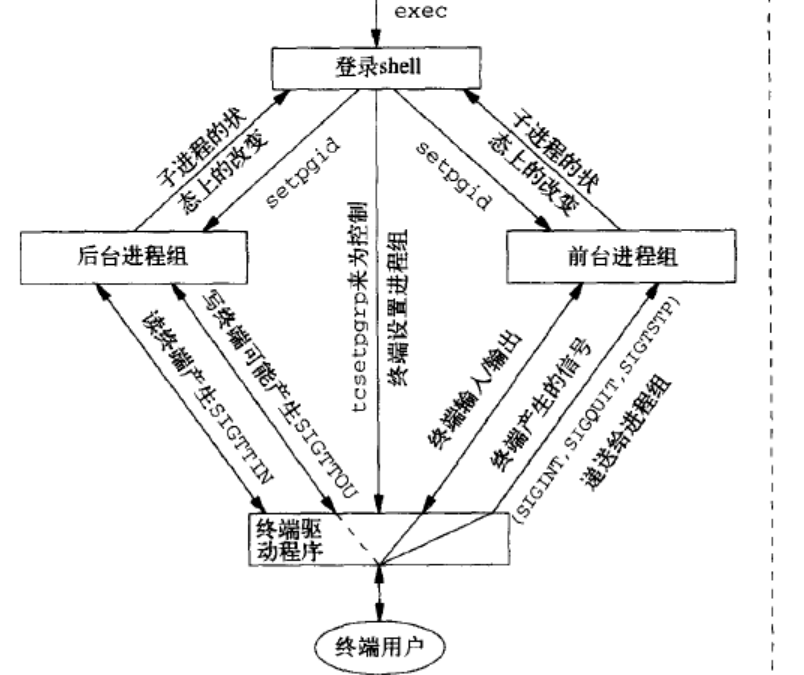 exec
登录shell
子进程的状
态上的改变
setpgid
setpgid
子进程的状
态上的改变
后台进程组
前台进程组
读终端产生SIGTTIN
写终端可能产生SIGTTOU
tcsetpgrp来为控制
终端设置进程组
终端输入/输出
终端产生的信号
(SIGINT,SIGQUIT,SIGTSTP)
递送给进程组
终端驱
动程序
终端用户